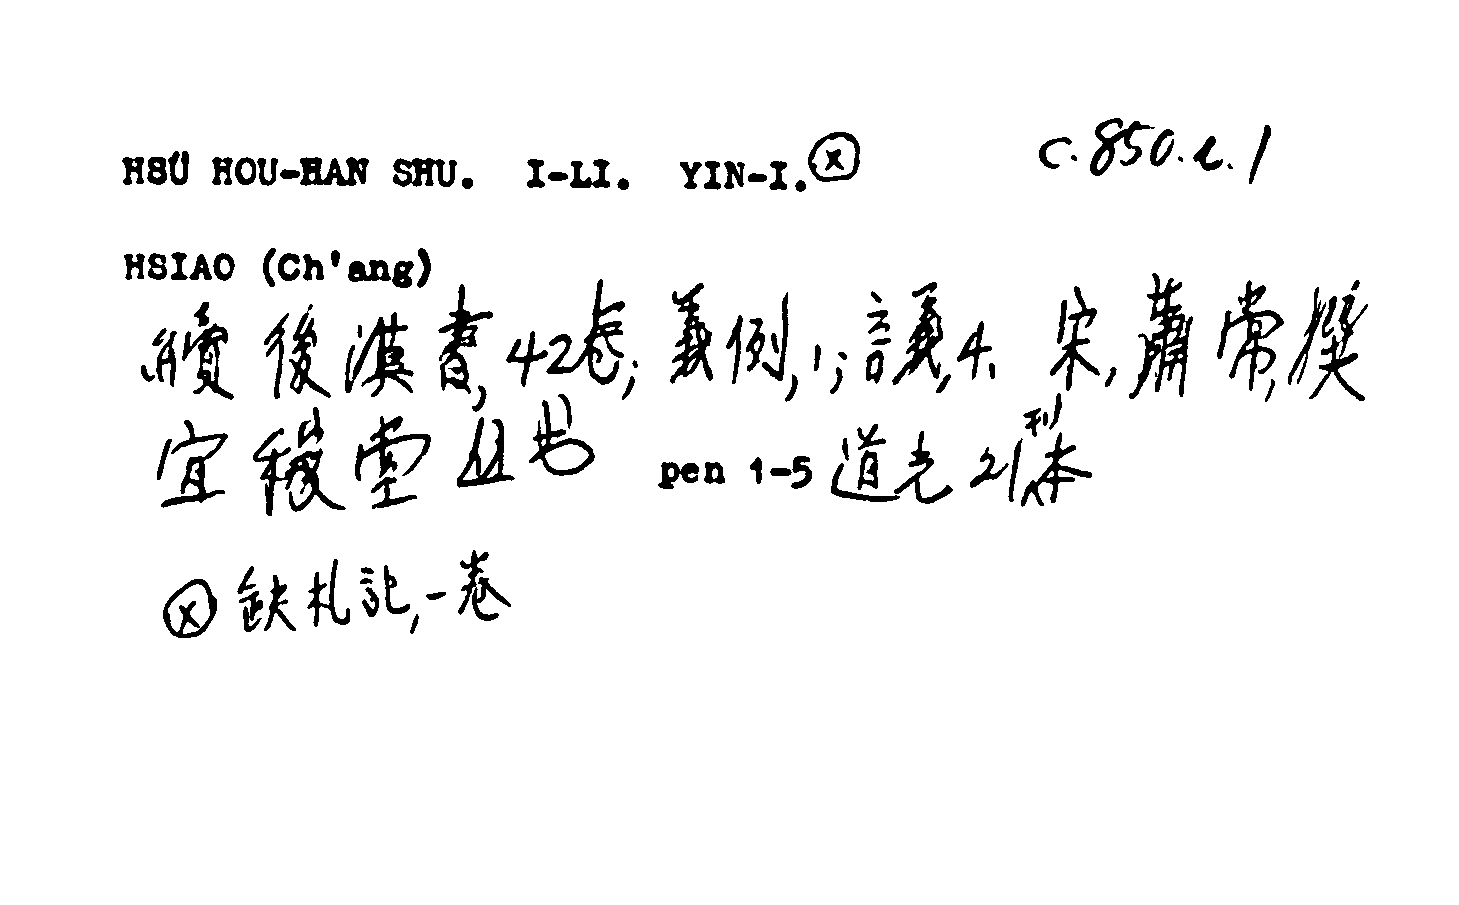 HSÜ HOU-HAN SHU. I-LI. YIN-I. ⓧ c.850.e.1
HSIAO (Ch'ang)
續後漢書, 42卷; 義例, 1; 音義, 4. 宋, 蕭常, 撰
宜稼堂丛书 pen 1-5 道光21刊本
ⓧ 缺札記, 一卷